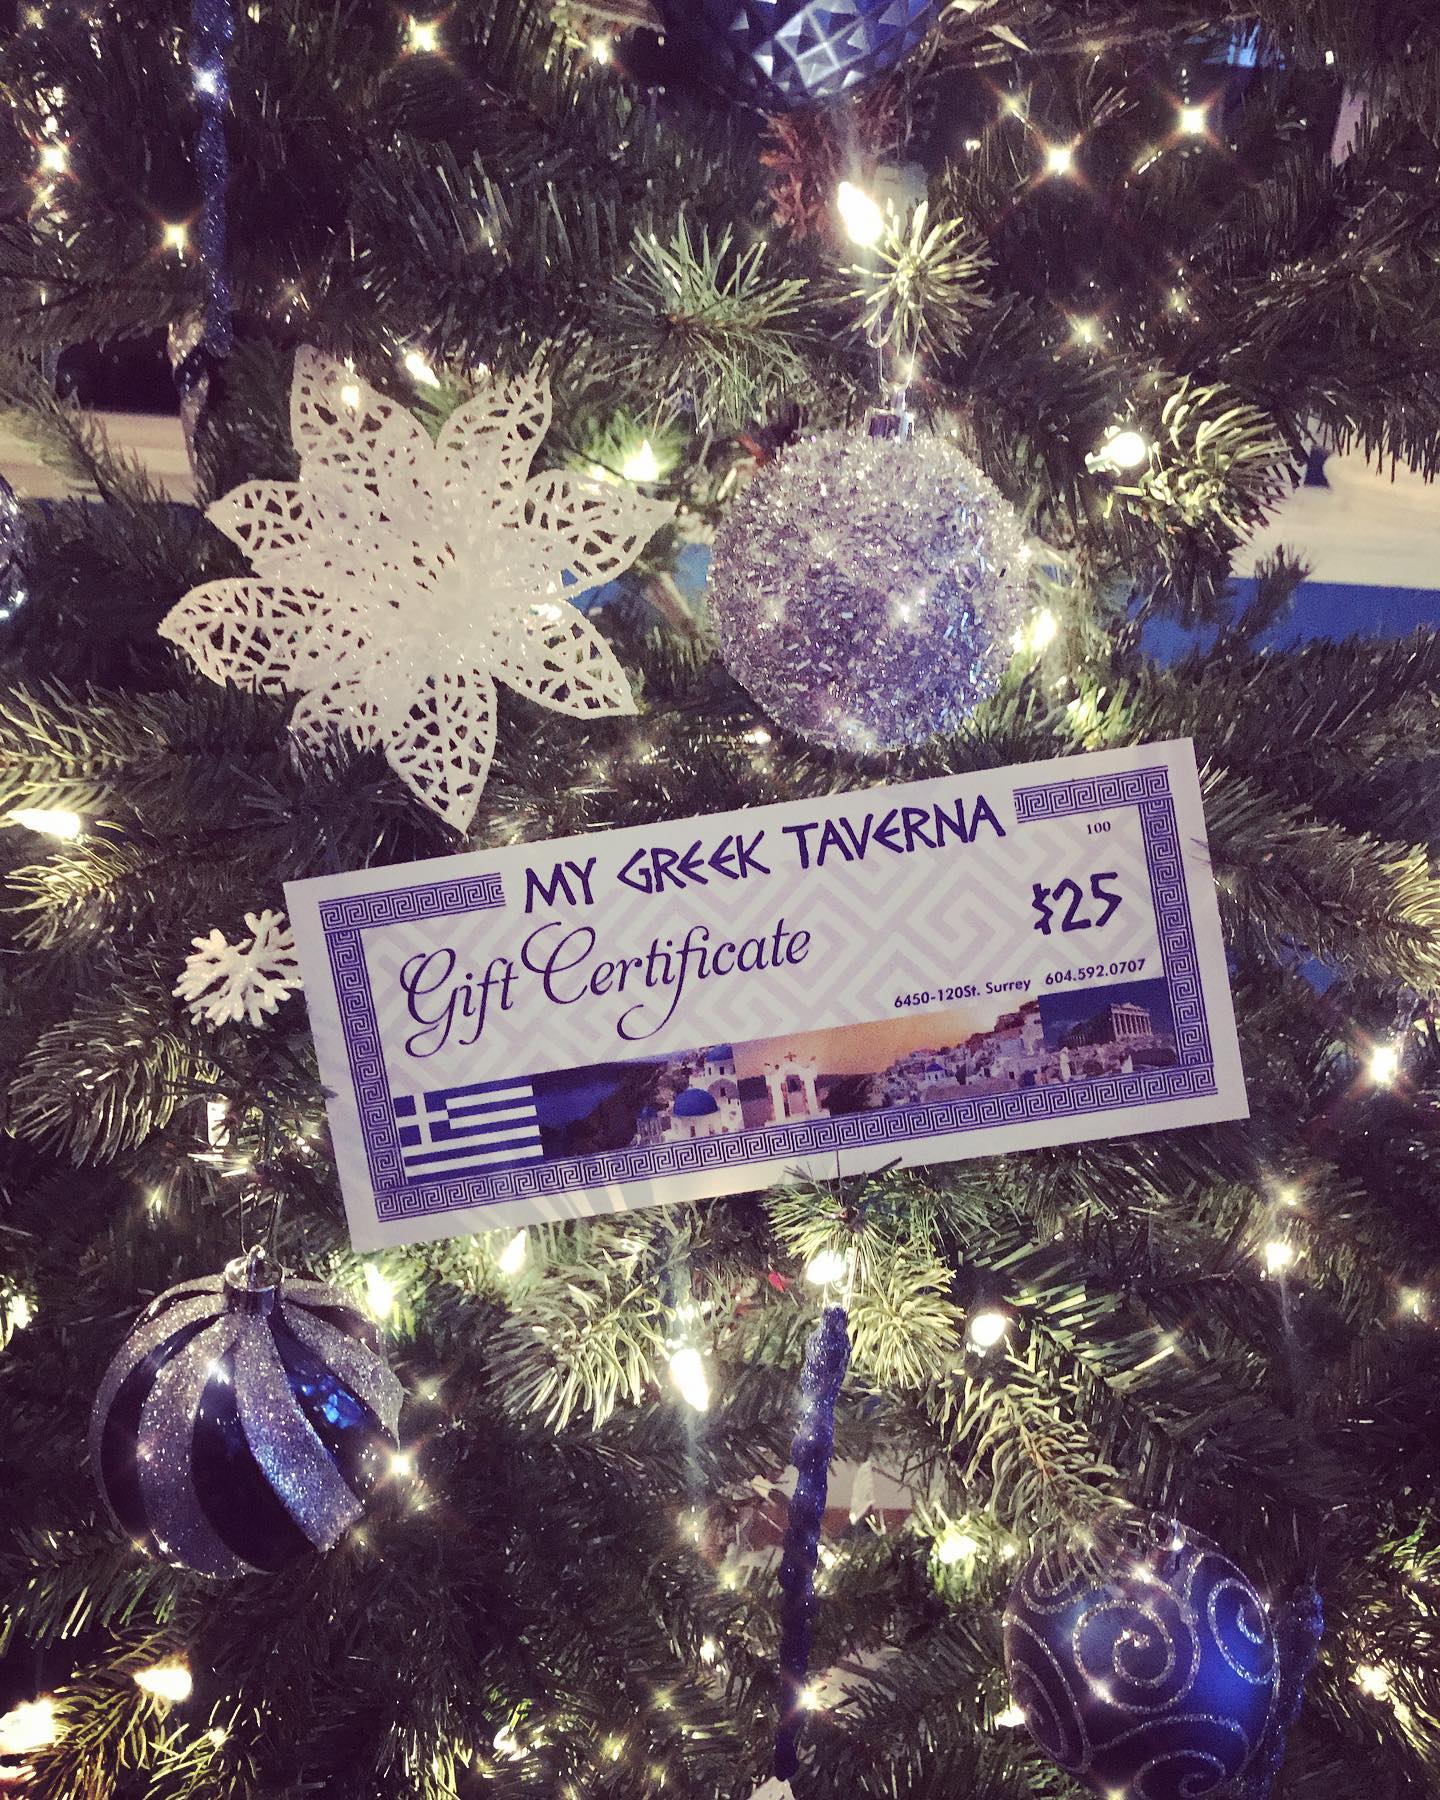 MY GREEK TAVERNA
100
Gift Certificate
$25
6450-120St. Surrey 604.592.0707